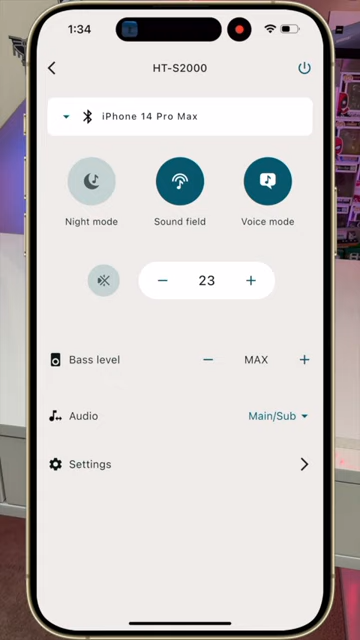 1:34
HT-S2000
iPhone 14 Pro Max
Night mode
Sound field
Voice mode
23
Bass level
MAX
Audio
Main/Sub
Settings